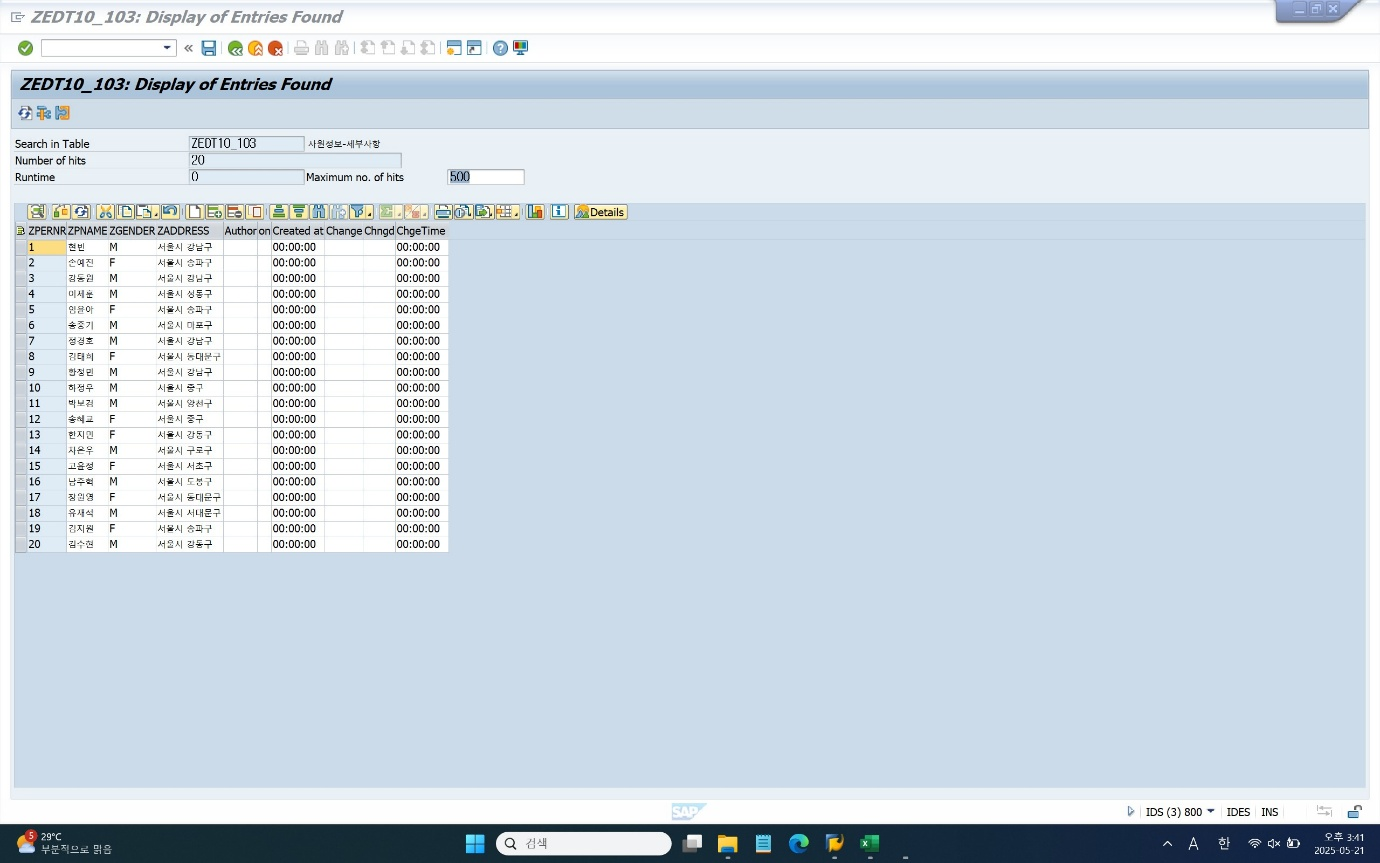 ZEDT10_103: Display of Entries Found
ZEDT10_103: Display of Entries Found
Search in Table ZEDT10_103 사원정보-세부사항
Number of hits 20
Runtime 0 Maximum no. of hits 500
Details
ZPERNR ZPNAME ZGENDER ZADDRESS Author on Created at Change Chngd ChgeTime
1 현빈 M 서울시 강남구 00:00:00 00:00:00
2 손예진 F 서울시 송파구 00:00:00 00:00:00
3 강동원 M 서울시 강남구 00:00:00 00:00:00
4 이제훈 M 서울시 성동구 00:00:00 00:00:00
5 임윤아 F 서울시 송파구 00:00:00 00:00:00
6 송중기 M 서울시 마포구 00:00:00 00:00:00
7 정경호 M 서울시 강남구 00:00:00 00:00:00
8 김태희 F 서울시 동대문구 00:00:00 00:00:00
9 황정민 M 서울시 강남구 00:00:00 00:00:00
10 하정우 M 서울시 중구 00:00:00 00:00:00
11 박보검 M 서울시 양천구 00:00:00 00:00:00
12 송혜교 F 서울시 중구 00:00:00 00:00:00
13 한지민 F 서울시 강동구 00:00:00 00:00:00
14 차은우 M 서울시 구로구 00:00:00 00:00:00
15 고윤정 F 서울시 서초구 00:00:00 00:00:00
16 남주혁 M 서울시 도봉구 00:00:00 00:00:00
17 장원영 F 서울시 동대문구 00:00:00 00:00:00
18 유재석 M 서울시 서대문구 00:00:00 00:00:00
19 김지원 F 서울시 송파구 00:00:00 00:00:00
20 김수현 M 서울시 강동구 00:00:00 00:00:00
SAP
IDS (3) 800 IDES INS
5 29°C
부분적으로 맑음
검색
A 한
오후 3:41
2025-05-21